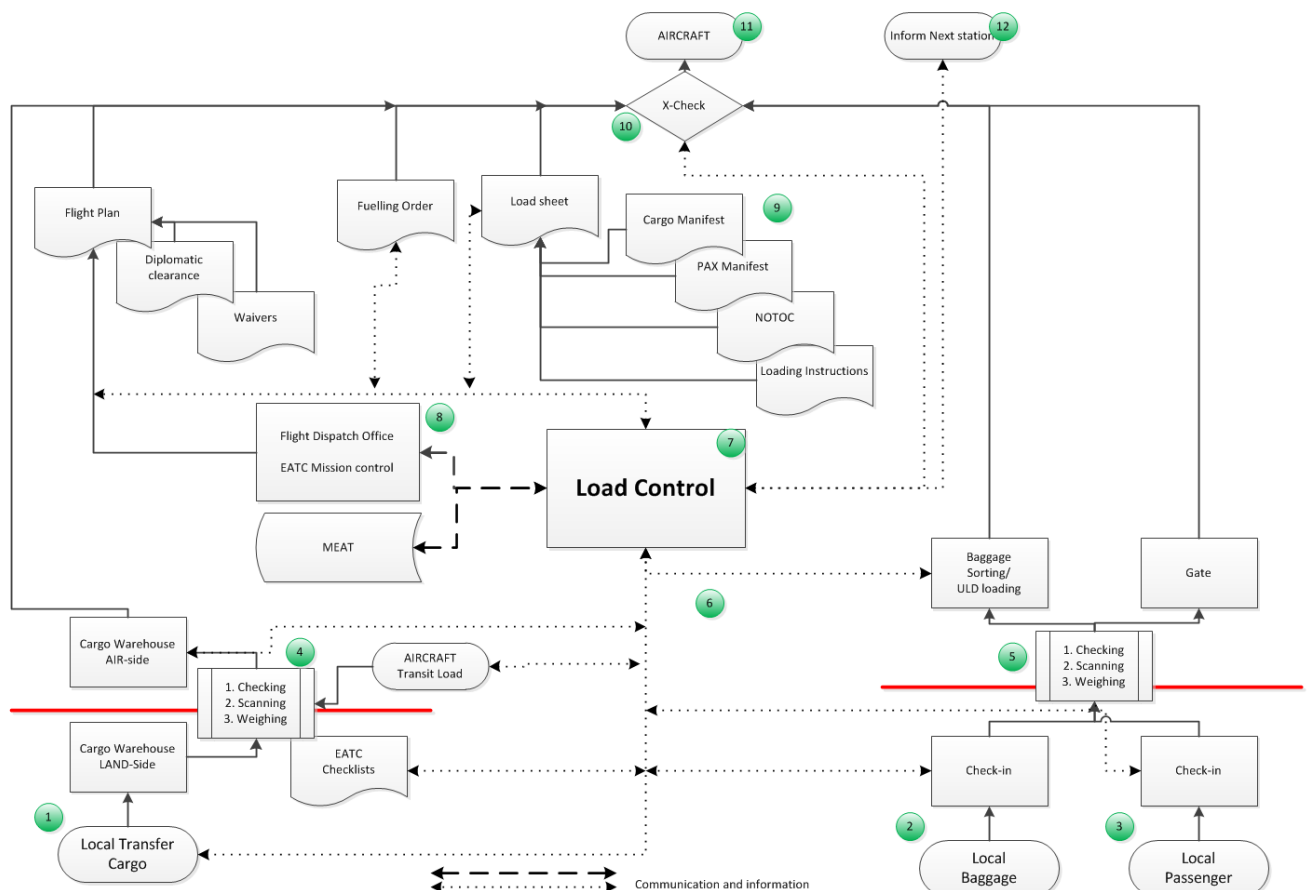 AIRCRAFT
11
Inform Next station
12
X-Check
10
Flight Plan
Diplomatic
clearance
Waivers
Fuelling Order
Load sheet
Cargo Manifest
9
PAX Manifest
NOTOC
Loading Instructions
Flight Dispatch Office
EATC Mission control
8
Load Control
7
MEAT
6
Baggage
Sorting/
ULD loading
Gate
Cargo Warehouse
AIR-side
4
1. Checking
2. Scanning
3. Weighing
AIRCRAFT
Transit Load
5
1. Checking
2. Scanning
3. Weighing
Cargo Warehouse
LAND-Side
EATC
Checklists
Check-in
Check-in
1
Local Transfer
Cargo
2
Local
Baggage
3
Local
Passenger
Communication and information